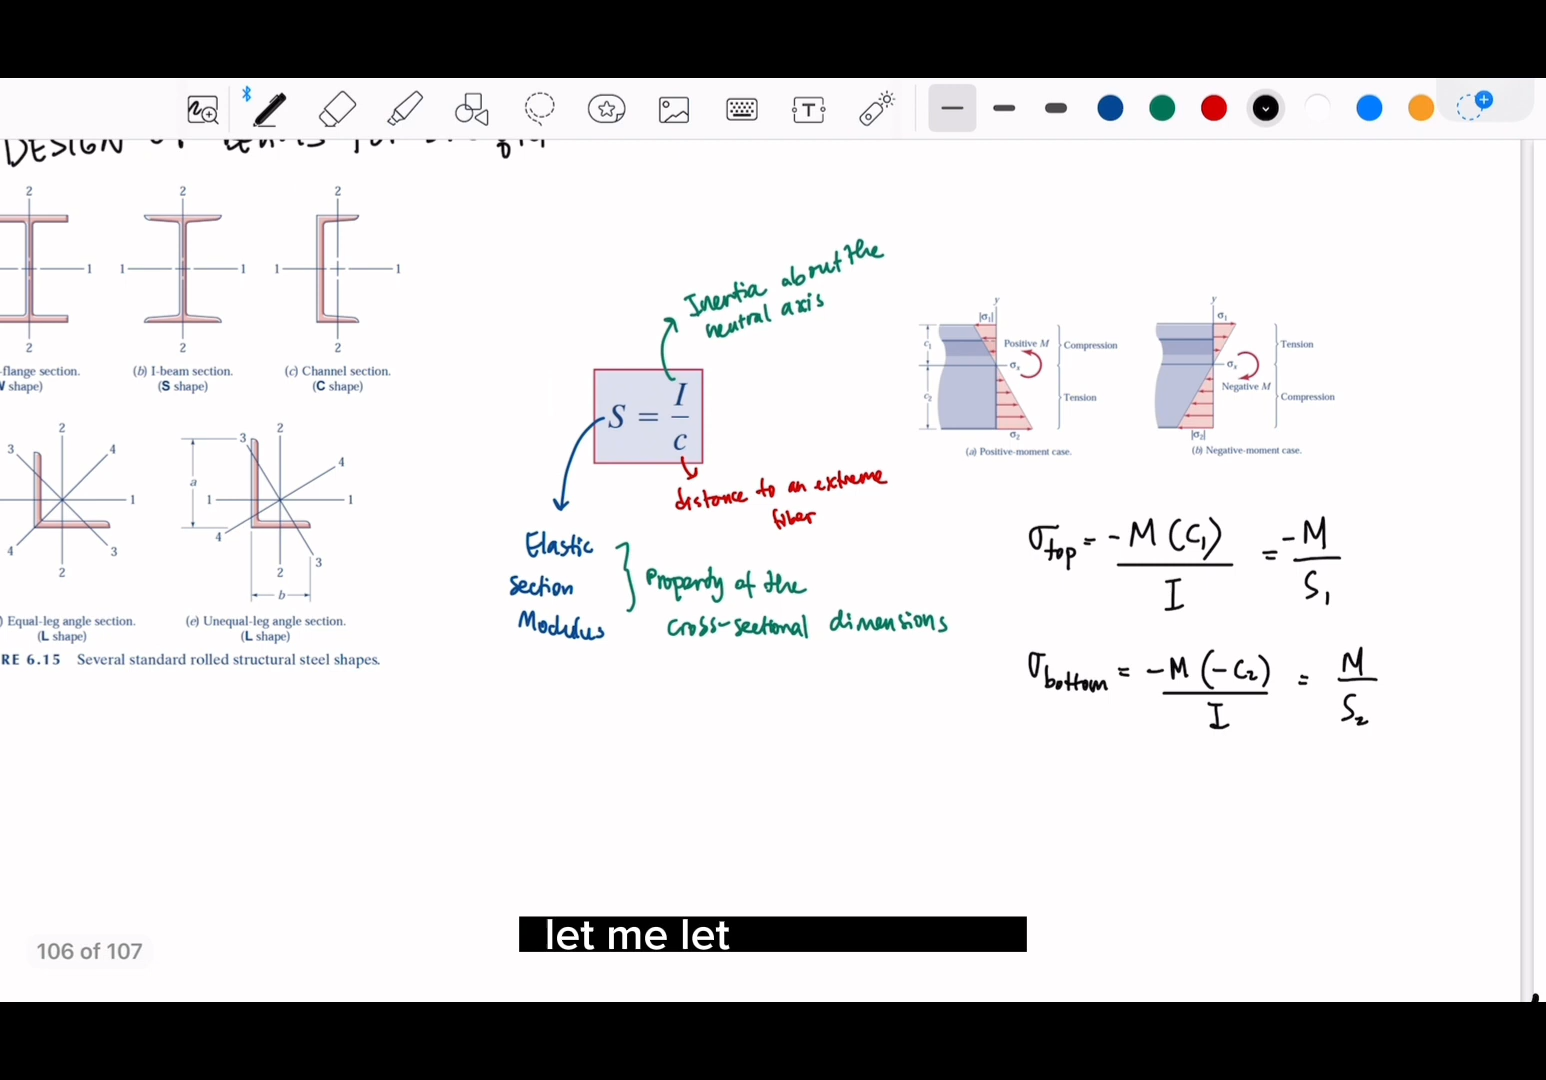 DESIGN
2
2
2
1
1
1
1
1
2
2
2
-flange section.
W shape)
(b) I-beam section.
(S shape)
(c) Channel section.
(C shape)
2
3
4
1
4
3
2
2
3
4
a
1
1
4
3
2
b
) Equal-leg angle section.
(L shape)
(e) Unequal-leg angle section.
(L shape)
RE 6.15 Several standard rolled structural steel shapes.
Inertia about the
neutral axis
S = I/c
distance to an extreme
fiber
Elastic
Section
Modulus
Property of the
cross-sectional dimensions
y
|σ1|
c1
Positive M
Compression
σx
c2
Tension
σ2
(a) Positive-moment case.
y
σ1
Tension
σx
Negative M
Compression
|σ2|
(b) Negative-moment case.
σtop = -M(C1)/I = -M/S1
σbottom = -M(-C2)/I = M/S2
let me let
106 of 107